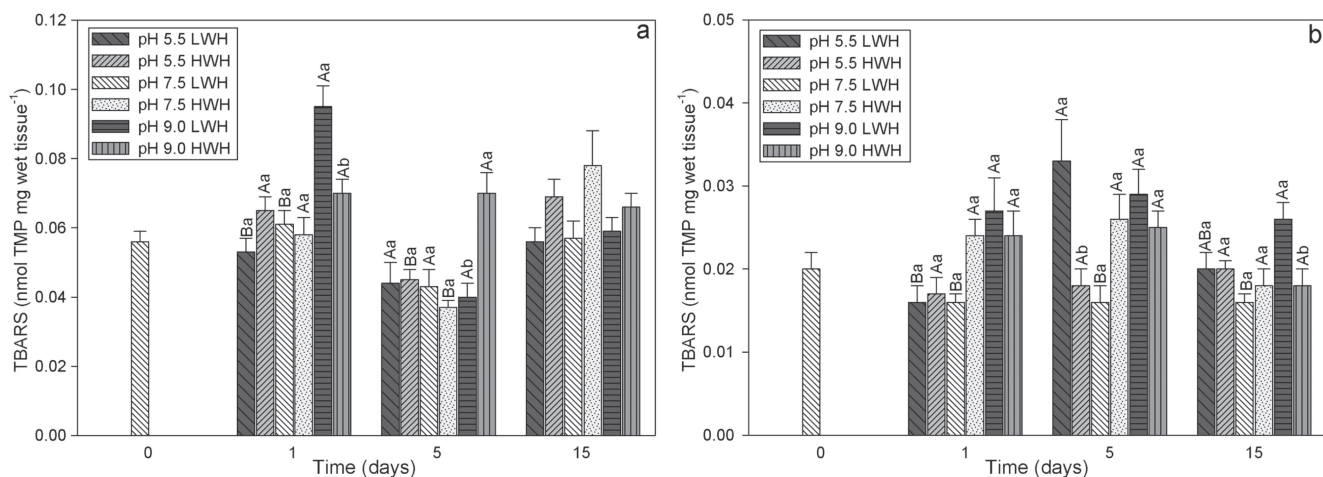 a
TBARS (nmol TMP mg wet tissue⁻¹)
0.12
0.10
0.08
0.06
0.04
0.02
0.00
pH 5.5 LWH
pH 5.5 HWH
pH 7.5 LWH
pH 7.5 HWH
pH 9.0 LWH
pH 9.0 HWH
Ba
Aa
Ba
Aa
Aa
Ab
Aa
Ba
Aa
Ba
Ab
Aa
0
1
5
15
Time (days)
b
TBARS (nmol TMP mg wet tissue⁻¹)
0.05
0.04
0.03
0.02
0.01
0.00
pH 5.5 LWH
pH 5.5 HWH
pH 7.5 LWH
pH 7.5 HWH
pH 9.0 LWH
pH 9.0 HWH
Ba
Aa
Ba
Aa
Aa
Aa
Aa
Ab
Ba
Aa
Aa
Aa
ABa
Aa
Ba
Aa
Aa
Ab
0
1
5
15
Time (days)